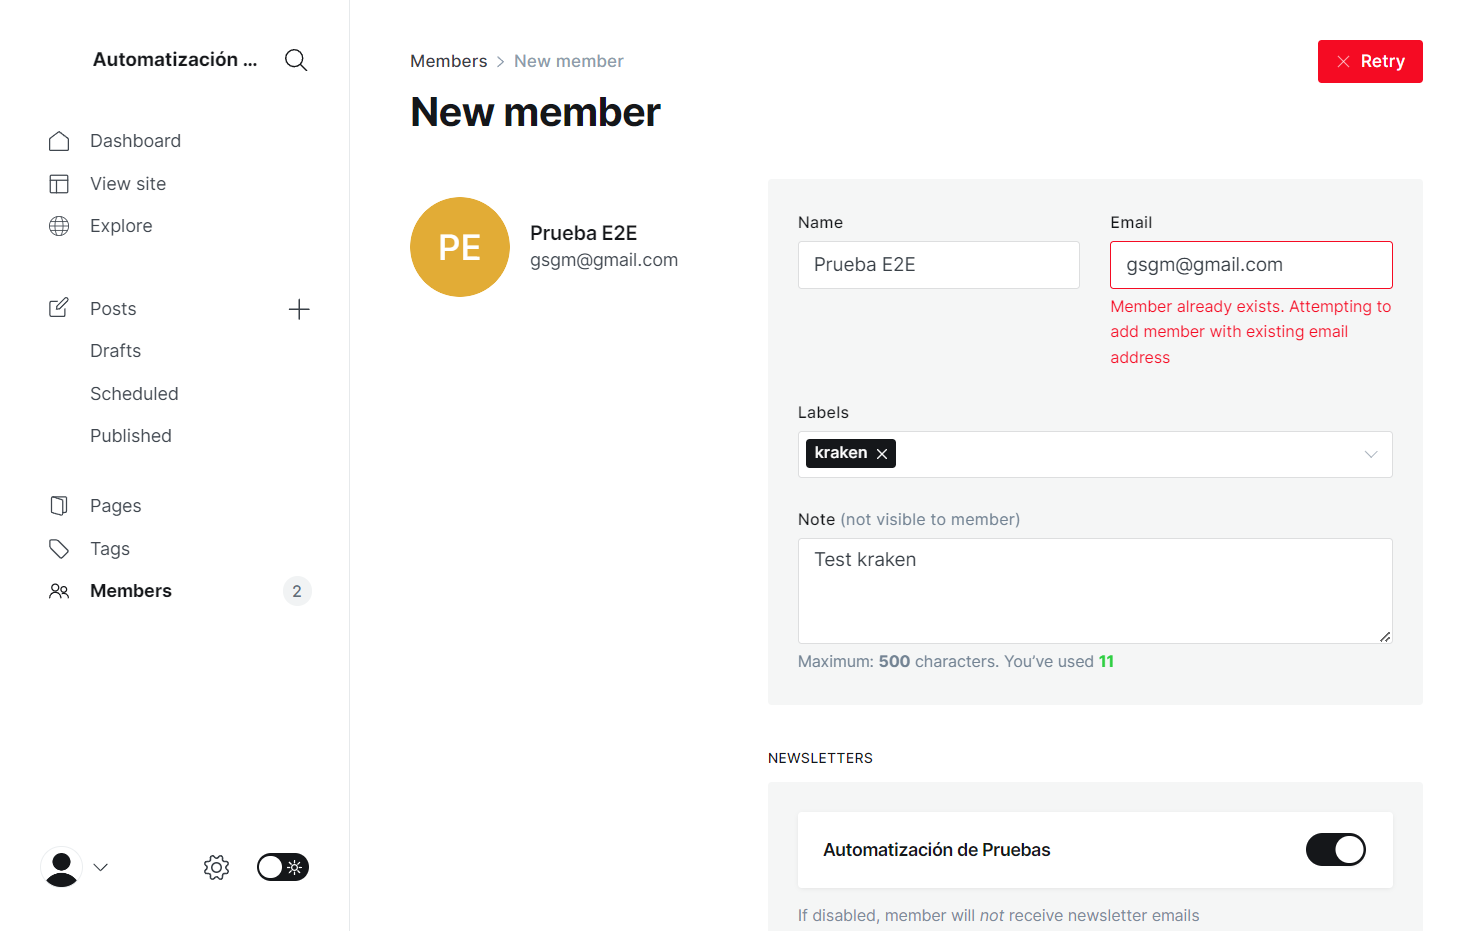 Automatización ...
Dashboard
View site
Explore
Posts
Drafts
Scheduled
Published
Pages
Tags
Members 2
Members > New member
Retry
New member
PE
Prueba E2E
gsgm@gmail.com
Name
Prueba E2E
Email
gsgm@gmail.com
Member already exists. Attempting to
add member with existing email
address
Labels
kraken
Note (not visible to member)
Test kraken
Maximum: 500 characters. You’ve used 11
NEWSLETTERS
Automatización de Pruebas
If disabled, member will not receive newsletter emails